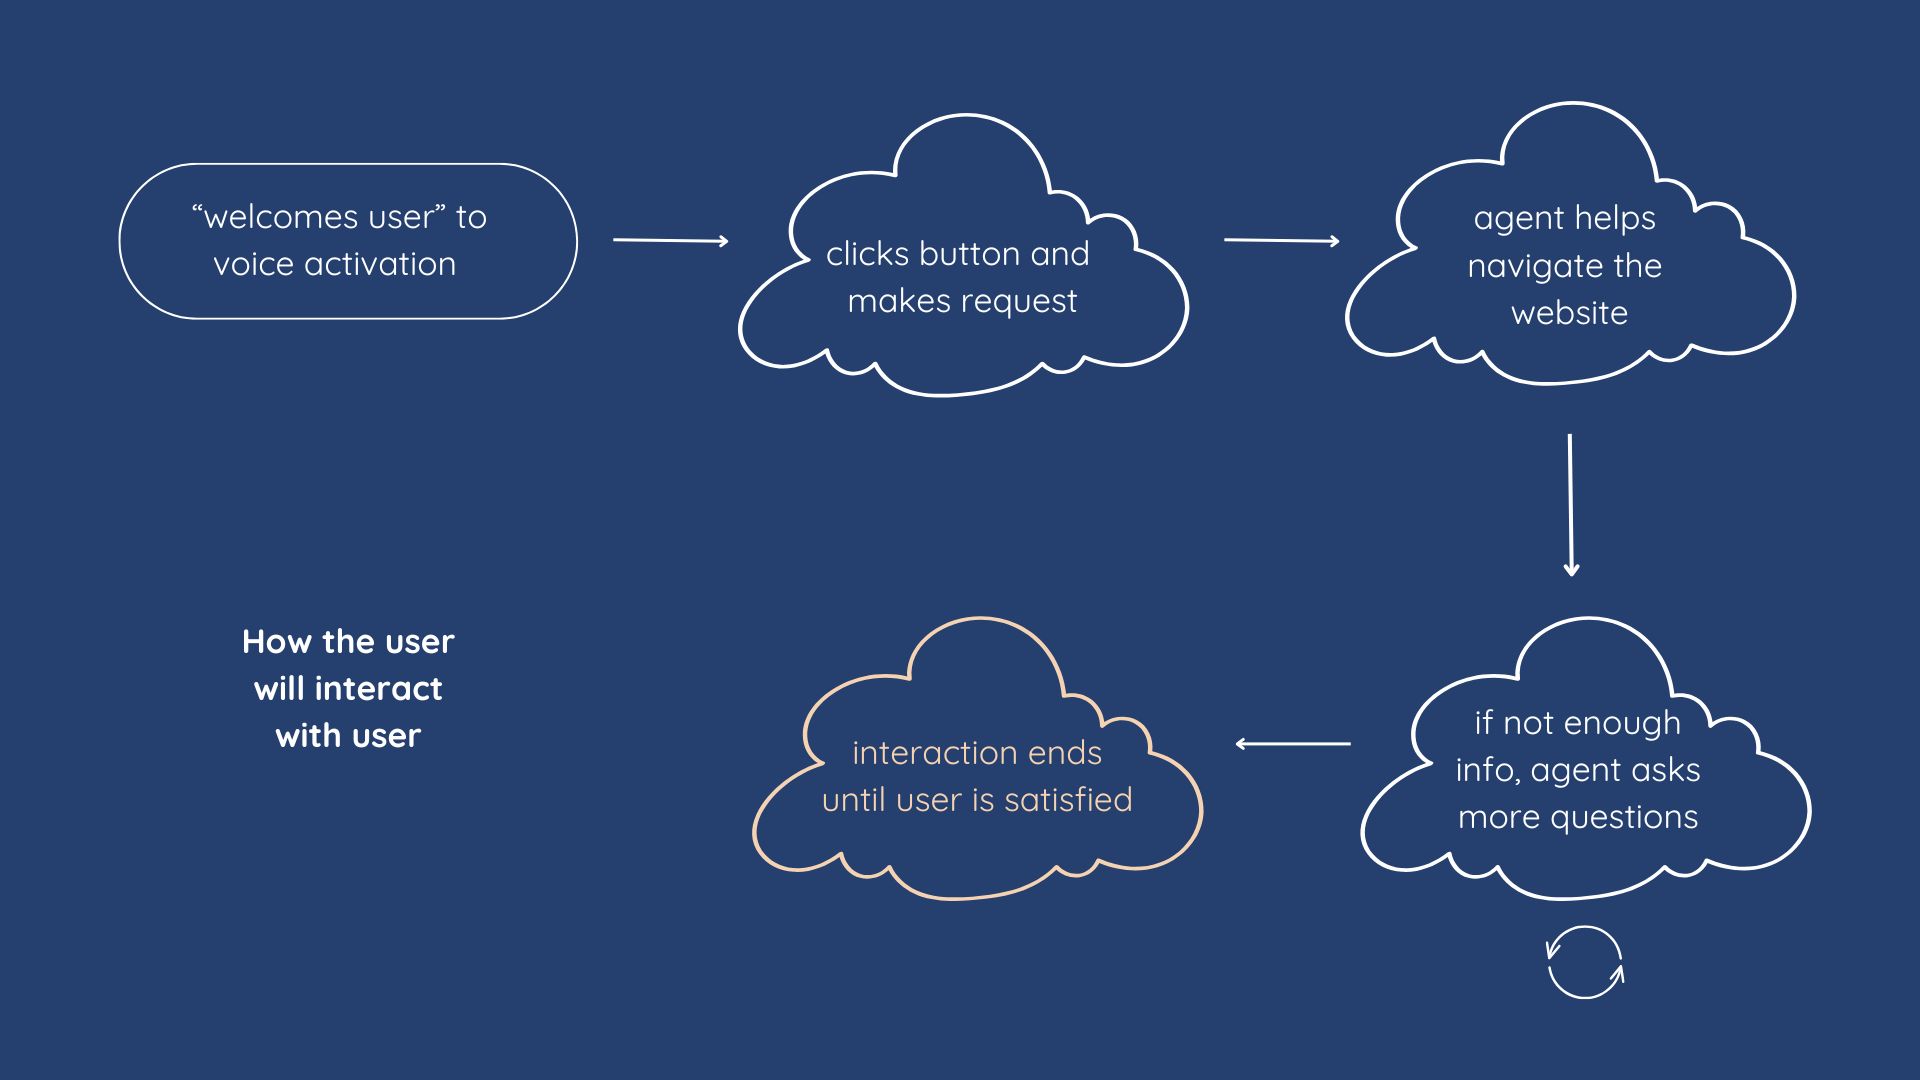 “welcomes user” to
voice activation
clicks button and
makes request
agent helps
navigate the
website
How the user
will interact
with user
interaction ends
until user is satisfied
if not enough
info, agent asks
more questions